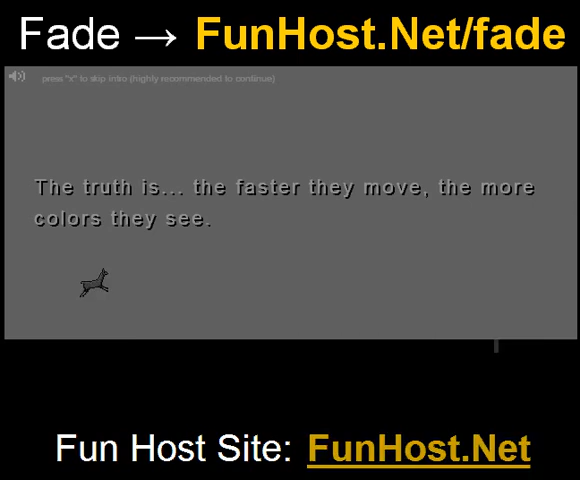 Fade → FunHost.Net/fade
press "x" to skip intro (highly recommended to continue)
The truth is... the faster they move, the more
colors they see.
Fun Host Site: FunHost.Net